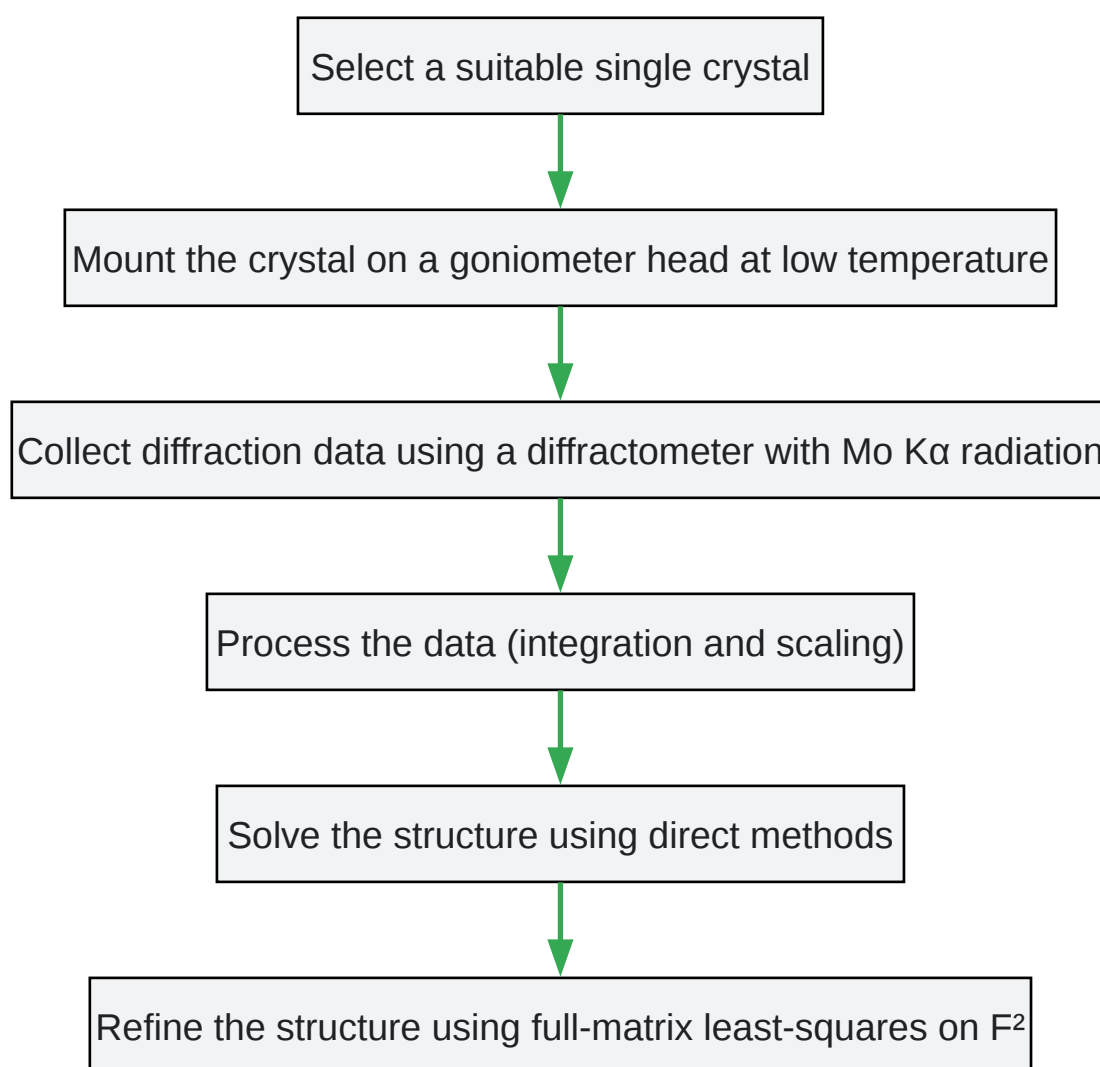 Select a suitable single crystal
Mount the crystal on a goniometer head at low temperature
Collect diffraction data using a diffractometer with Mo Kα radiation
Process the data (integration and scaling)
Solve the structure using direct methods
Refine the structure using full-matrix least-squares on F²